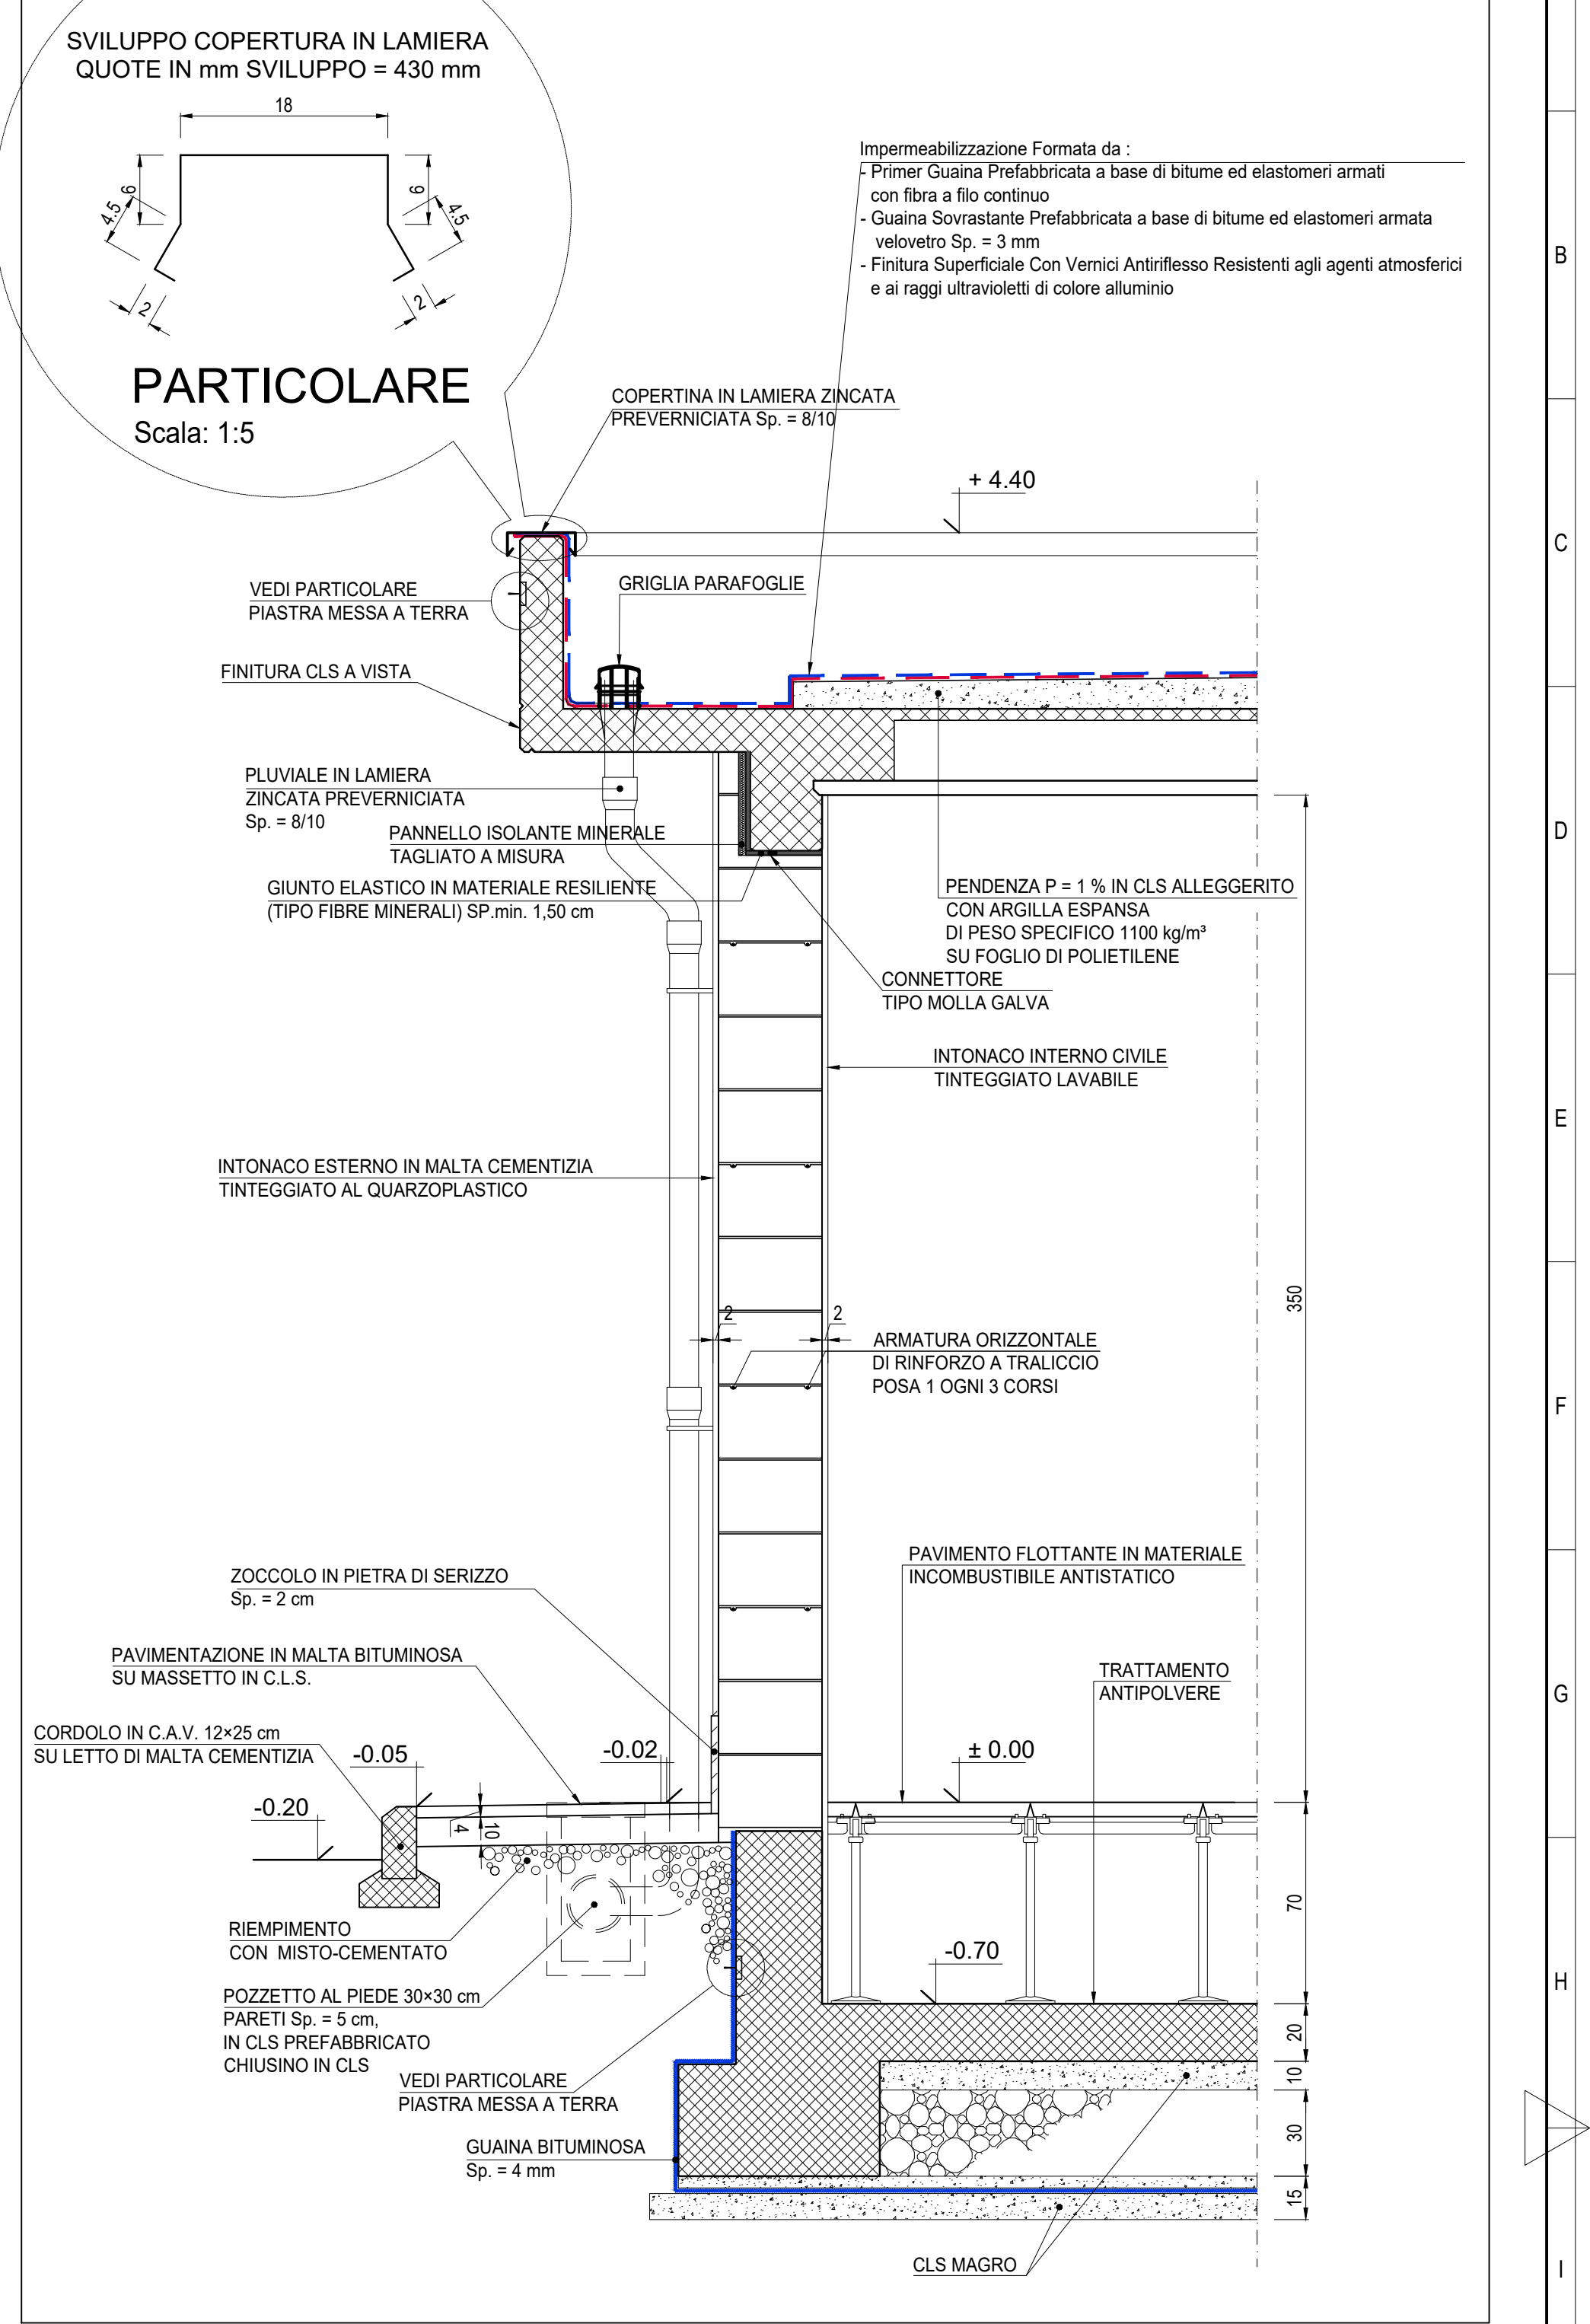 SVILUPPO COPERTURA IN LAMIERA
QUOTE IN mm SVILUPPO = 430 mm
18
6
6
4.5
4.5
2
2
PARTICOLARE
Scala: 1:5
Impermeabilizzazione Formata da :
- Primer Guaina Prefabbricata a base di bitume ed elastomeri armati
con fibra a filo continuo
- Guaina Sovrastante Prefabbricata a base di bitume ed elastomeri armata
velovetro Sp. = 3 mm
- Finitura Superficiale Con Vernici Antiriflesso Resistenti agli agenti atmosferici
e ai raggi ultravioletti di colore alluminio
B
COPERTINA IN LAMIERA ZINCATA
PREVERNICIATA Sp. = 8/10
+ 4.40
C
VEDI PARTICOLARE
PIASTRA MESSA A TERRA
GRIGLIA PARAFOGLIE
FINITURA CLS A VISTA
PLUVIALE IN LAMIERA
ZINCATA PREVERNICIATA
Sp. = 8/10
D
PANNELLO ISOLANTE MINERALE
TAGLIATO A MISURA
GIUNTO ELASTICO IN MATERIALE RESILIENTE
(TIPO FIBRE MINERALI) SP.min. 1,50 cm
PENDENZA P = 1 % IN CLS ALLEGGERITO
CON ARGILLA ESPANSA
DI PESO SPECIFICO 1100 kg/m³
SU FOGLIO DI POLIETILENE
CONNETTORE
TIPO MOLLA GALVA
INTONACO INTERNO CIVILE
TINTEGGIATO LAVABILE
E
INTONACO ESTERNO IN MALTA CEMENTIZIA
TINTEGGIATO AL QUARZOPLASTICO
350
2
2
ARMATURA ORIZZONTALE
DI RINFORZO A TRALICCIO
POSA 1 OGNI 3 CORSI
F
PAVIMENTO FLOTTANTE IN MATERIALE
INCOMBUSTIBILE ANTISTATICO
ZOCCOLO IN PIETRA DI SERIZZO
Sp. = 2 cm
PAVIMENTAZIONE IN MALTA BITUMINOSA
SU MASSETTO IN C.L.S.
TRATTAMENTO
ANTIPOLVERE
G
CORDOLO IN C.A.V. 12×25 cm
SU LETTO DI MALTA CEMENTIZIA
-0.05
-0.02
± 0.00
-0.20
4
10
70
RIEMPIMENTO
CON MISTO-CEMENTATO
-0.70
H
POZZETTO AL PIEDE 30×30 cm
PARETI Sp. = 5 cm,
IN CLS PREFABBRICATO
CHIUSINO IN CLS
20
10
VEDI PARTICOLARE
PIASTRA MESSA A TERRA
30
GUAINA BITUMINOSA
Sp. = 4 mm
15
CLS MAGRO
I